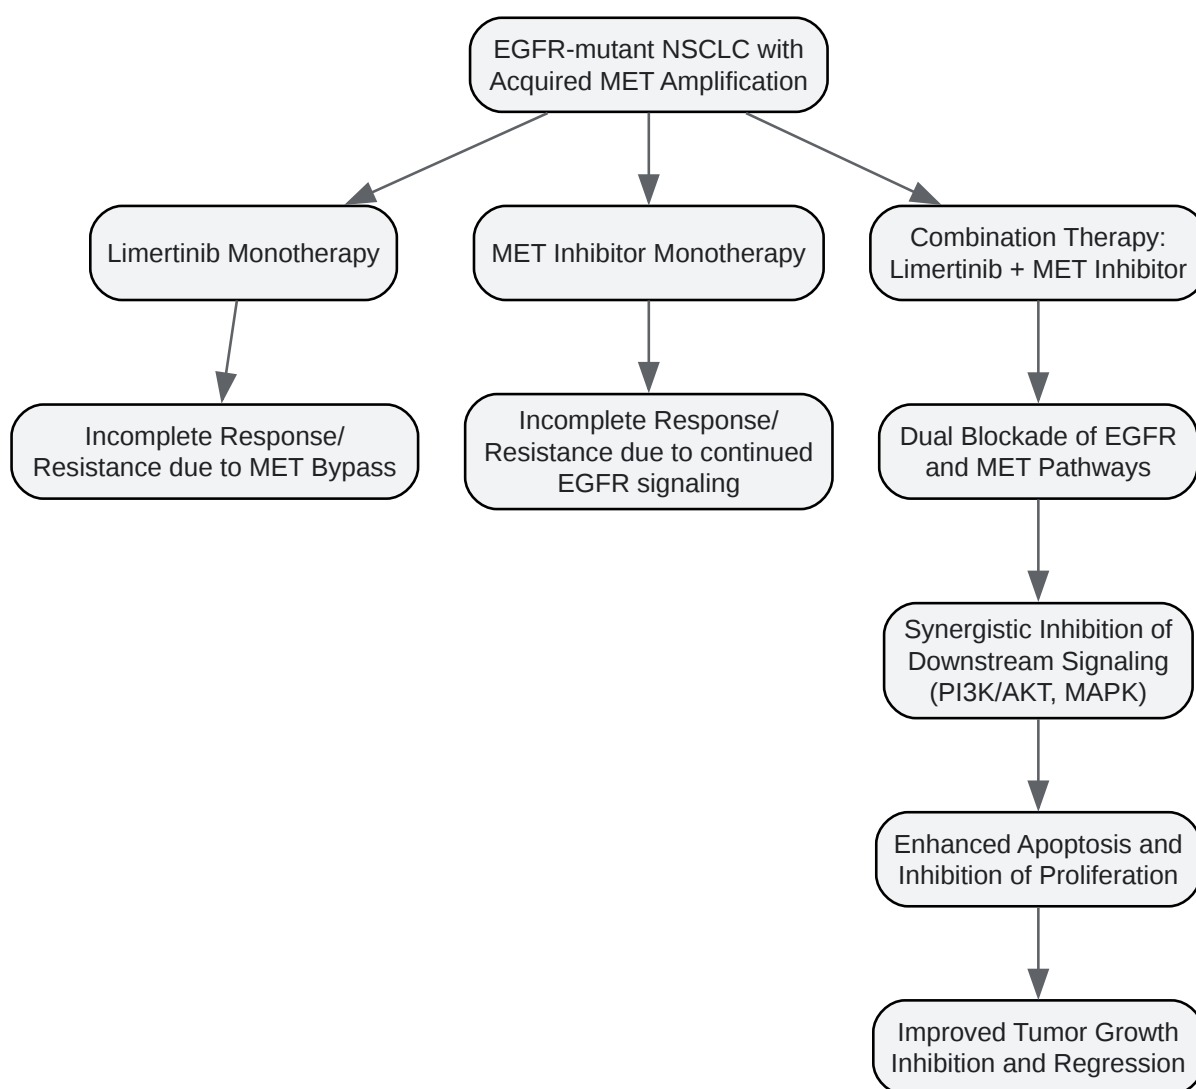 EGFR-mutant NSCLC with
Acquired MET Amplification
Limertinib Monotherapy
MET Inhibitor Monotherapy
Combination Therapy:
Limertinib + MET Inhibitor
Incomplete Response/
Resistance due to MET Bypass
Incomplete Response/
Resistance due to continued
EGFR signaling
Dual Blockade of EGFR
and MET Pathways
Synergistic Inhibition of
Downstream Signaling
(PI3K/AKT, MAPK)
Enhanced Apoptosis and
Inhibition of Proliferation
Improved Tumor Growth
Inhibition and Regression